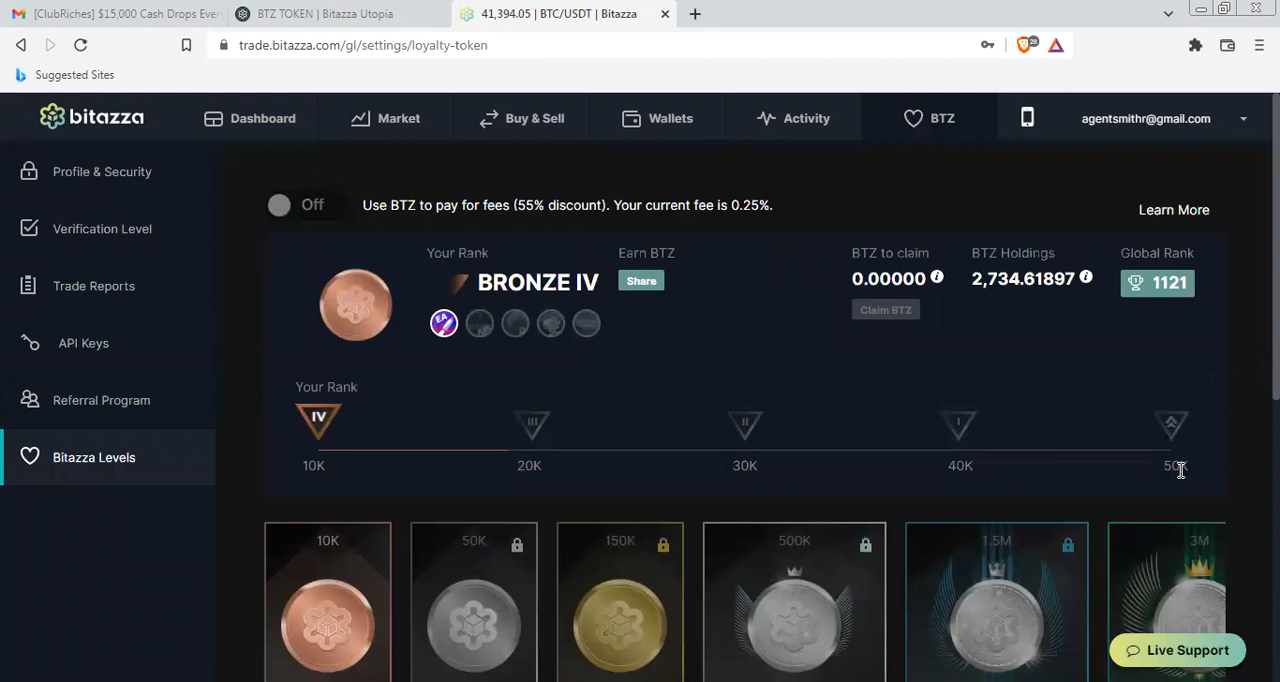 [ClubRiches] $15,000 Cash Drops Ever
BTZ TOKEN | Bitazza Utopia
41,394.05 | BTC/USDT | Bitazza
trade.bitazza.com/gl/settings/loyalty-token
Suggested Sites
bitazza
Dashboard
Market
Buy & Sell
Wallets
Activity
BTZ
agentsmithr@gmail.com
Profile & Security
Verification Level
Trade Reports
API Keys
Referral Program
Bitazza Levels
Off
Use BTZ to pay for fees (55% discount). Your current fee is 0.25%.
Learn More
Your Rank
BRONZE IV
EA
Earn BTZ
Share
BTZ to claim
0.00000
Claim BTZ
BTZ Holdings
2,734.61897
Global Rank
1121
Your Rank
IV
III
II
I
10K
20K
30K
40K
50K
10K
50K
150K
500K
1.5M
3M
Live Support